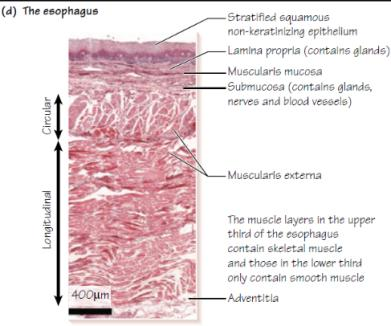 (d) The esophagus
Stratified squamous
non-keratinizing epithelium
Lamina propria (contains glands)
Muscularis mucosa
Submucosa (contains glands,
nerves and blood vessels)
Circular
Muscularis externa
Longitudinal
The muscle layers in the upper
third of the esophagus
contain skeletal muscle
and those in the lower third
only contain smooth muscle
400μm
Adventitia